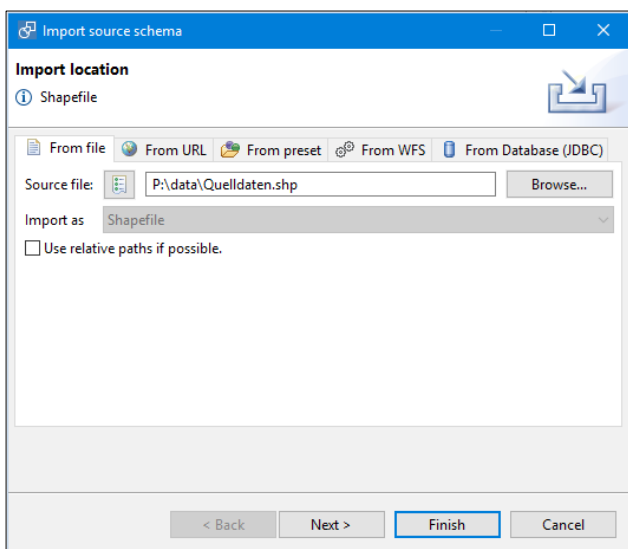 Import source schema
Import location
Shapefile
From file From URL From preset From WFS From Database (JDBC)
Source file: P:\data\Quelldaten.shp Browse...
Import as Shapefile
Use relative paths if possible.
< Back Next > Finish Cancel